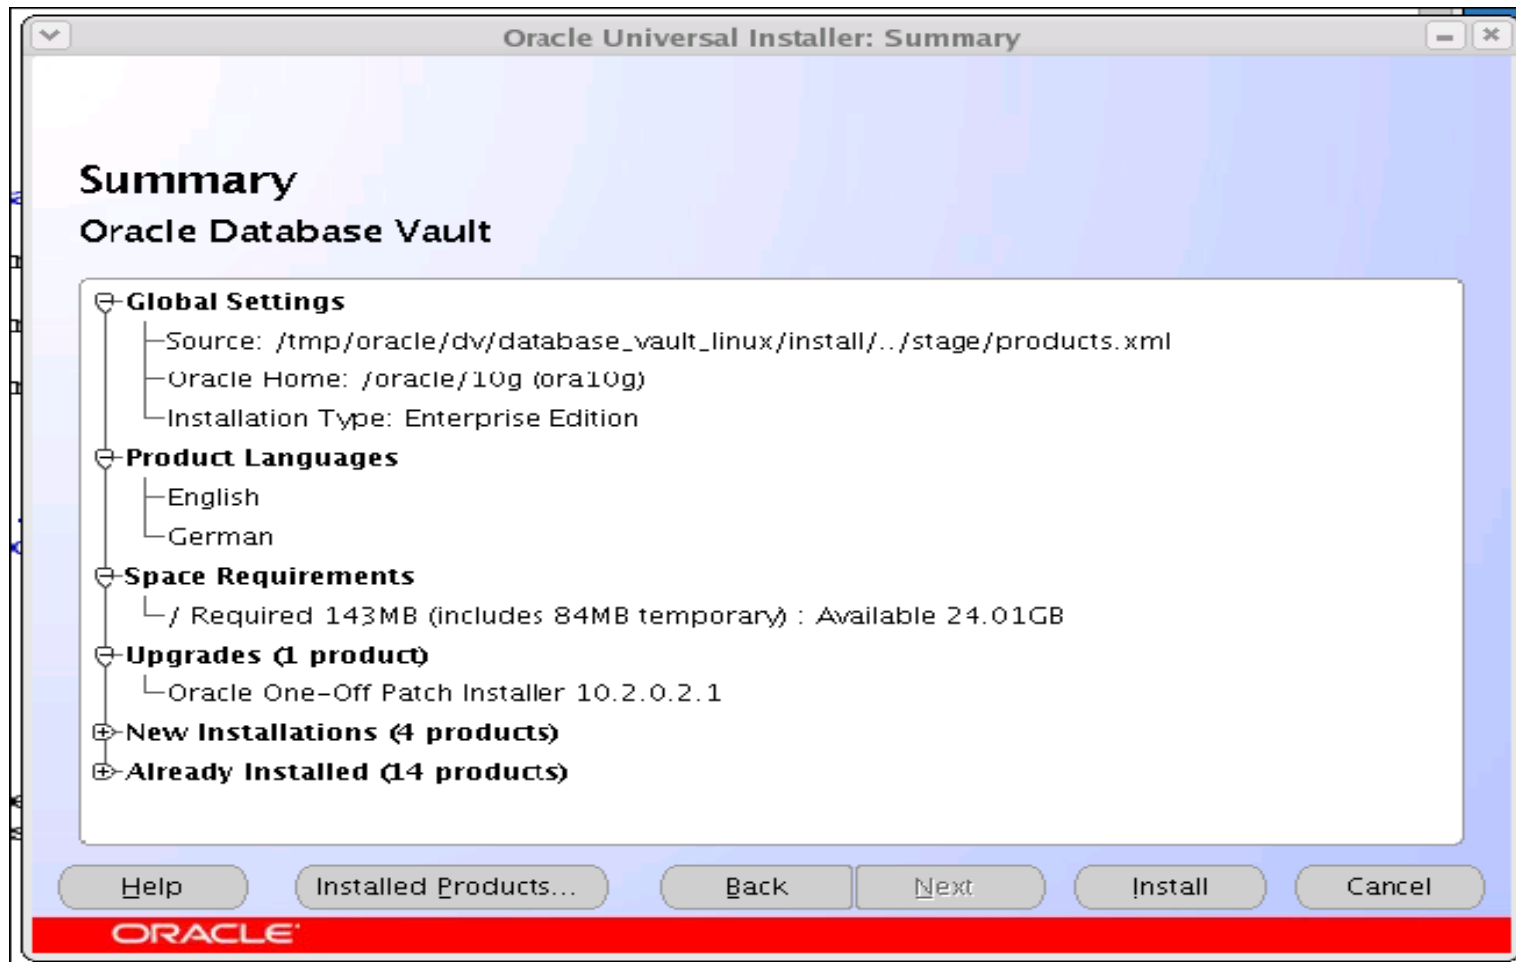 Oracle Universal Installer: Summary
Summary
Oracle Database Vault
Global Settings
Source: /tmp/oracle/dv/database_vault_linux/install/../stage/products.xml
Oracle Home: /oracle/10g (ora10g)
Installation Type: Enterprise Edition
Product Languages
English
German
Space Requirements
/ Required 143MB (includes 84MB temporary) : Available 24.01GB
Upgrades (1 product)
Oracle One-Off Patch Installer 10.2.0.2.1
New Installations (4 products)
Already Installed (14 products)
Help Installed Products... Back Next Install Cancel
ORACLE